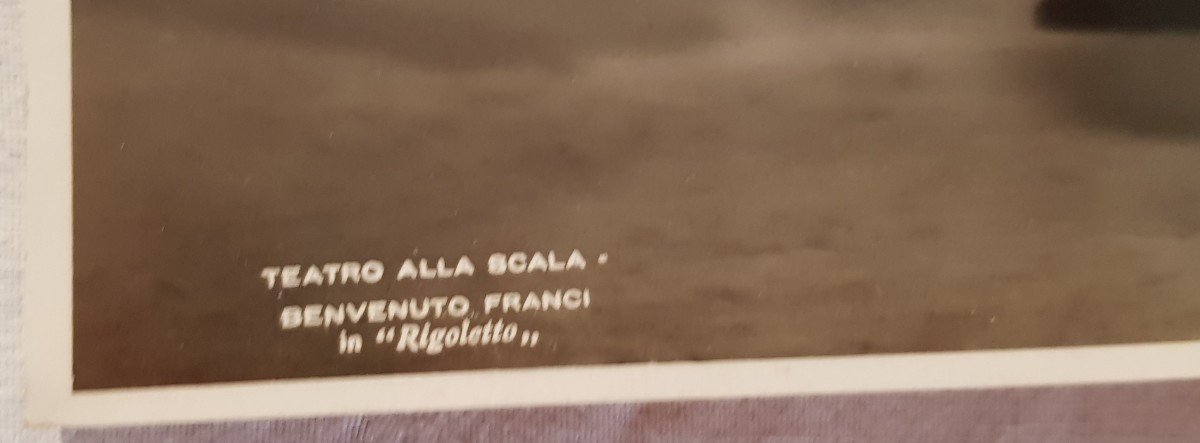 TEATRO ALLA SCALA -
BENVENUTO FRANCI
in "Rigoletto„